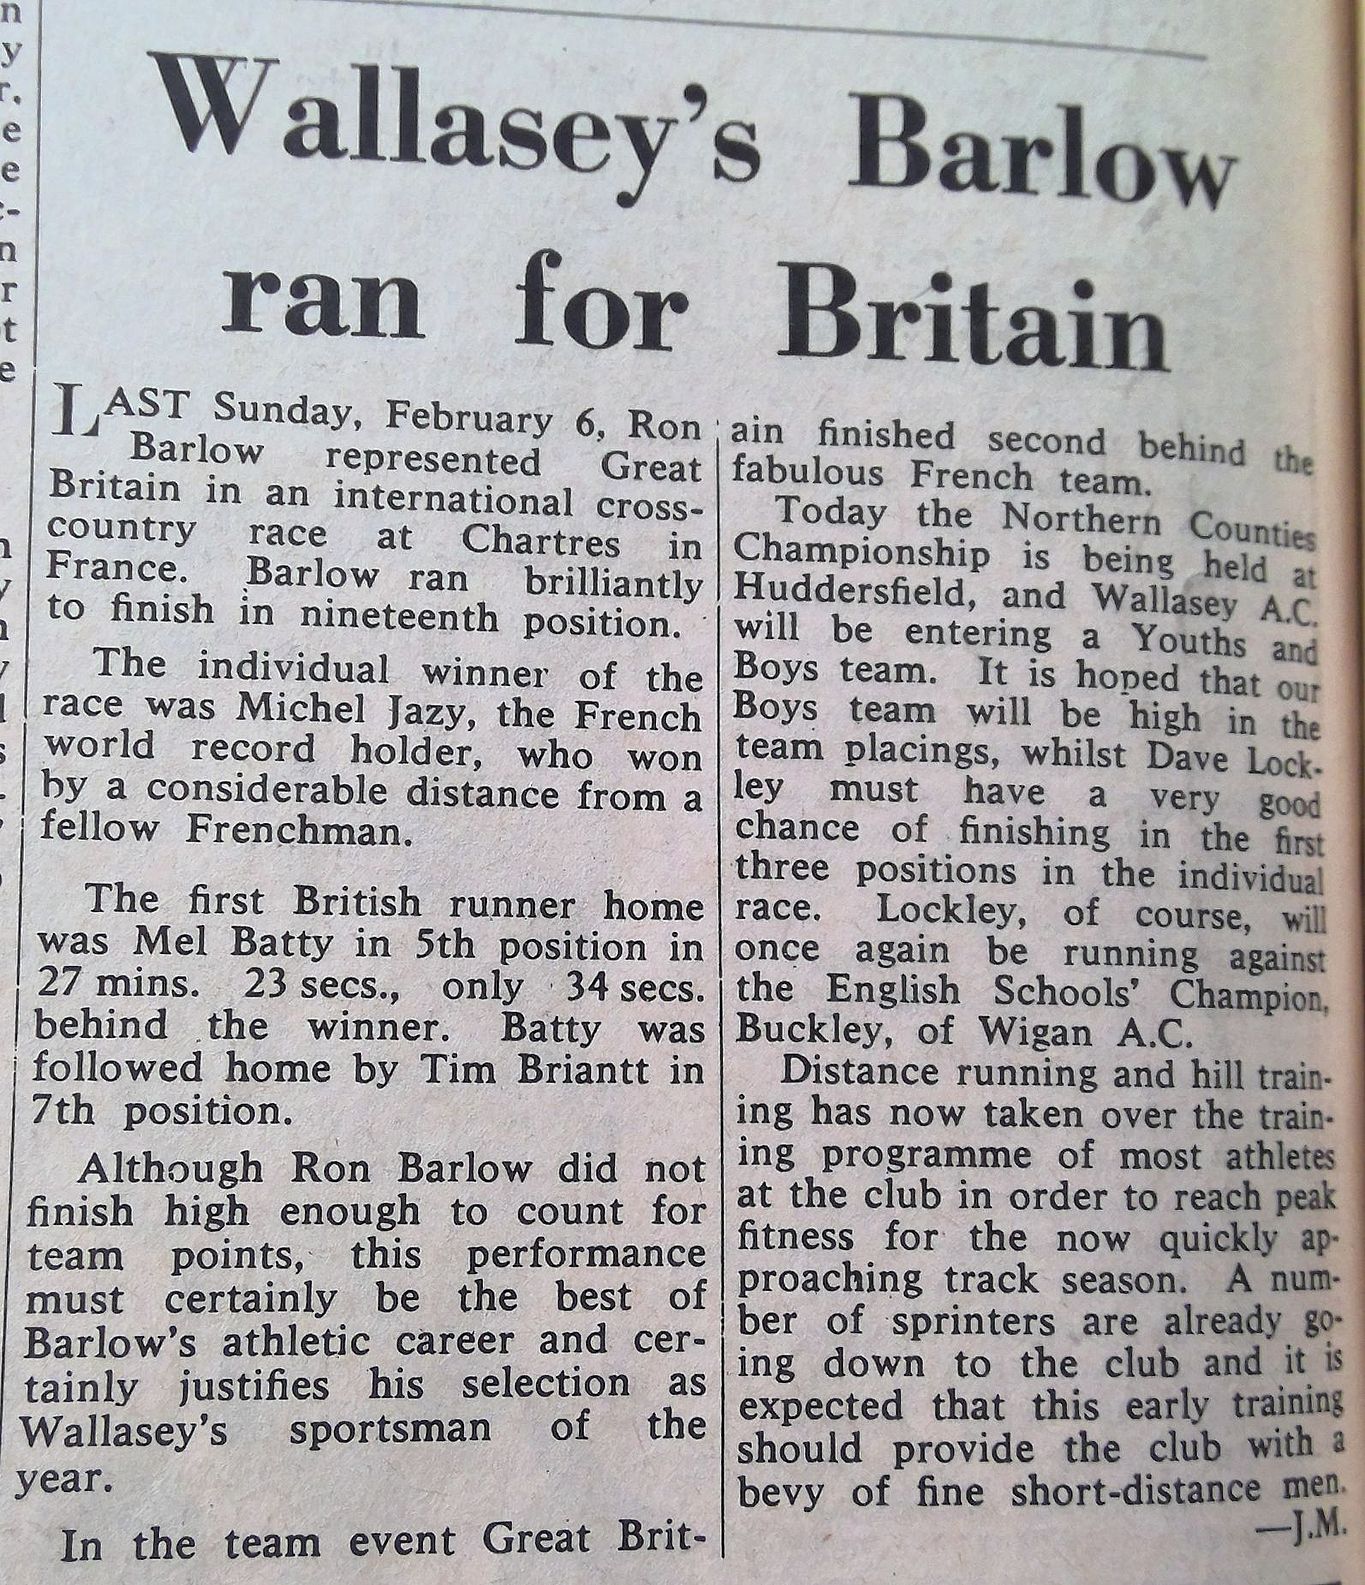 Wallasey's Barlow
ran for Britain
LAST Sunday, February 6, Ron
Barlow represented Great
Britain in an international cross-
country race at Chartres in
France. Barlow ran brilliantly
to finish in nineteenth position.
The individual winner of the
race was Michel Jazy, the French
world record holder, who won
by a considerable distance from a
fellow Frenchman.
The first British runner home
was Mel Batty in 5th position in
27 mins. 23 secs., only 34 secs.
behind the winner. Batty was
followed home by Tim Briantt in
7th position.
Although Ron Barlow did not
finish high enough to count for
team points, this performance
must certainly be the best of
Barlow's athletic career and cer-
tainly justifies his selection as
Wallasey's sportsman of the
year.
In the team event Great Brit-
ain finished second behind the
fabulous French team.
Today the Northern Counties
Championship is being held at
Huddersfield, and Wallasey A.C.
will be entering a Youths and
Boys team. It is hoped that our
Boys team will be high in the
team placings, whilst Dave Lock-
ley must have a very good
chance of finishing in the first
three positions in the individual
race. Lockley, of course, will
once again be running against
the English Schools' Champion,
Buckley, of Wigan A.C.
Distance running and hill train-
ing has now taken over the train-
ing programme of most athletes
at the club in order to reach peak
fitness for the now quickly ap-
proaching track season. A num-
ber of sprinters are already go-
ing down to the club and it is
expected that this early training
should provide the club with a
bevy of fine short-distance men.
—J.M.